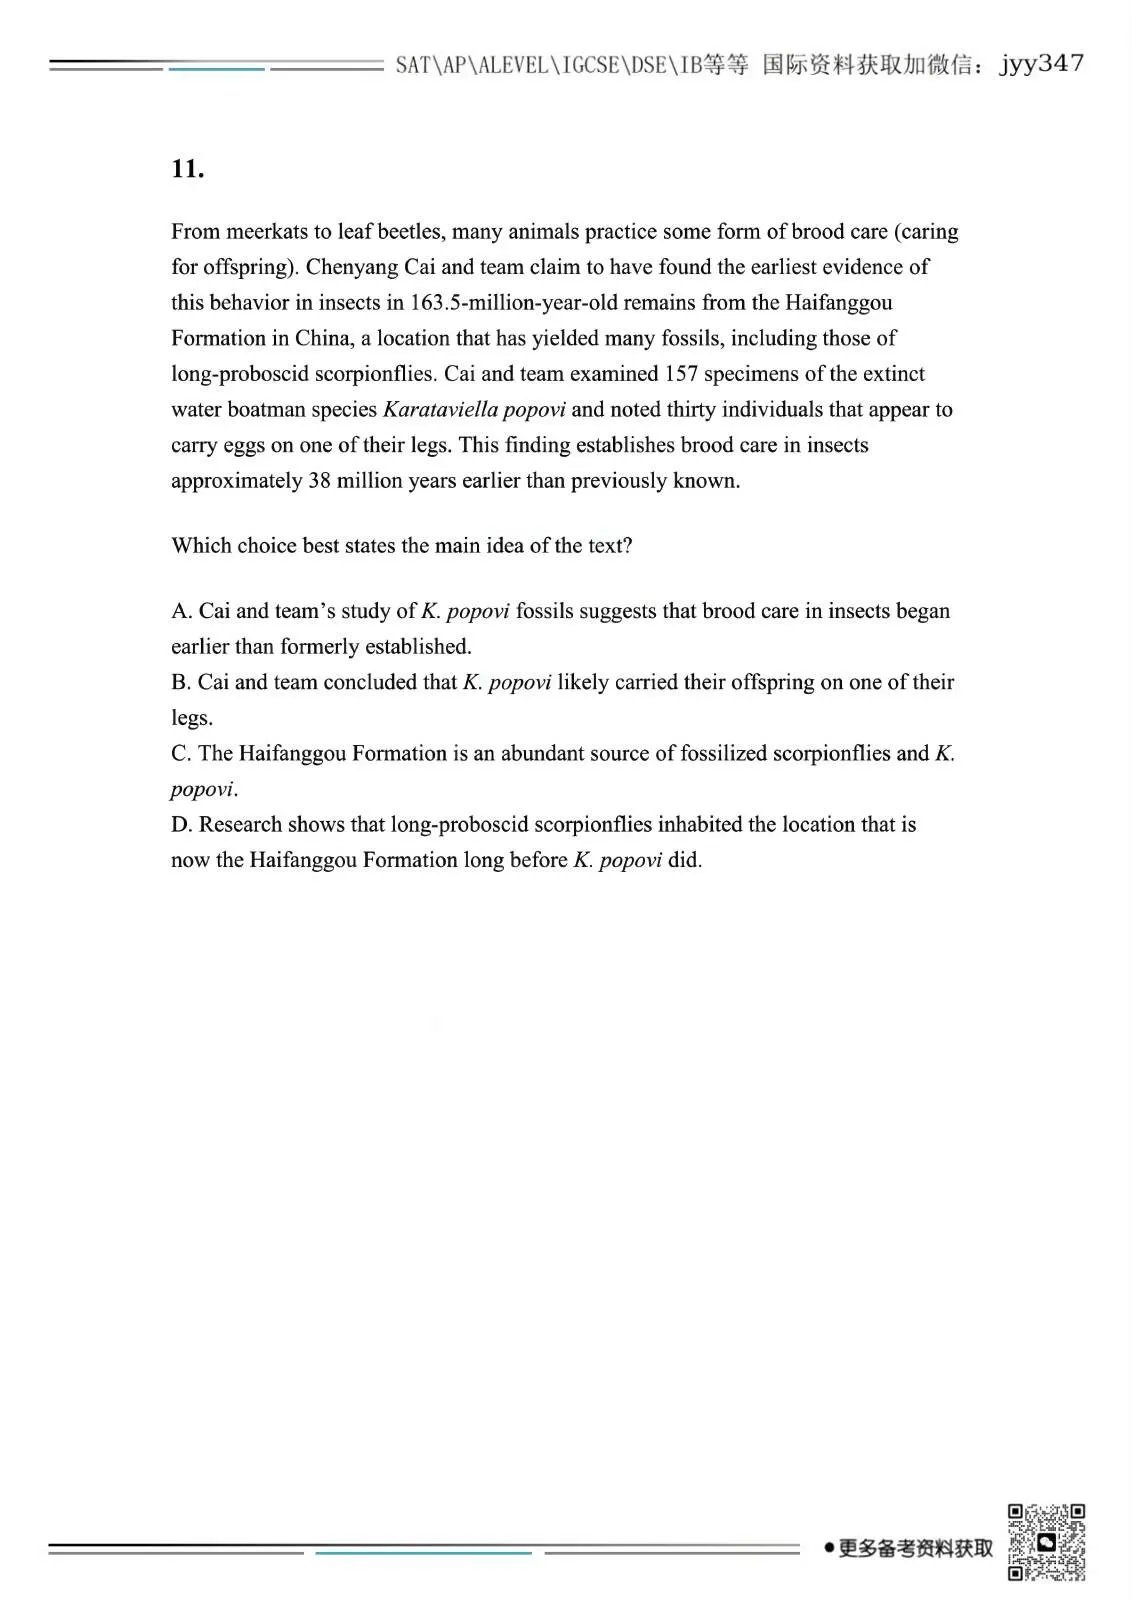 SAT\AP\ALEVEL\IGCSE\DSE\IB等等 国际资料获取加微信：jyy347
11.
From meerkats to leaf beetles, many animals practice some form of brood care (caring
for offspring). Chenyang Cai and team claim to have found the earliest evidence of
this behavior in insects in 163.5-million-year-old remains from the Haifanggou
Formation in China, a location that has yielded many fossils, including those of
long-proboscid scorpionflies. Cai and team examined 157 specimens of the extinct
water boatman species Karataviella popovi and noted thirty individuals that appear to
carry eggs on one of their legs. This finding establishes brood care in insects
approximately 38 million years earlier than previously known.
Which choice best states the main idea of the text?
A. Cai and team’s study of K. popovi fossils suggests that brood care in insects began
earlier than formerly established.
B. Cai and team concluded that K. popovi likely carried their offspring on one of their
legs.
C. The Haifanggou Formation is an abundant source of fossilized scorpionflies and K.
popovi.
D. Research shows that long-proboscid scorpionflies inhabited the location that is
now the Haifanggou Formation long before K. popovi did.
●更多备考资料获取